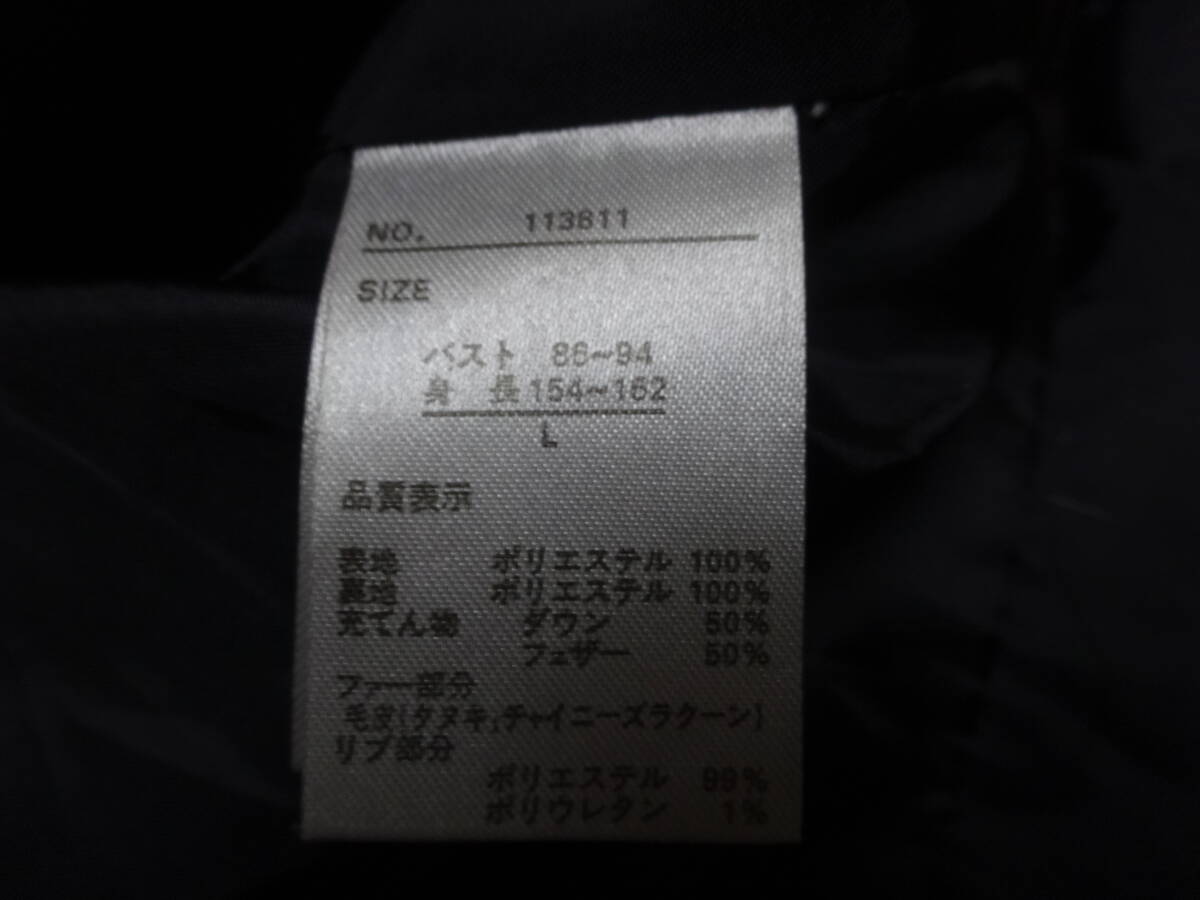 NO. 113811
SIZE
バスト 86~94
身 長 154~162
L
品質表示
表地 ポリエステル 100%
裏地 ポリエステル 100%
充てん物 ダウン 50%
フェザー 50%
ファー部分
毛皮(タヌキ,チャイニーズラクーン)
リブ部分
ポリエステル 99%
ポリウレタン 1%